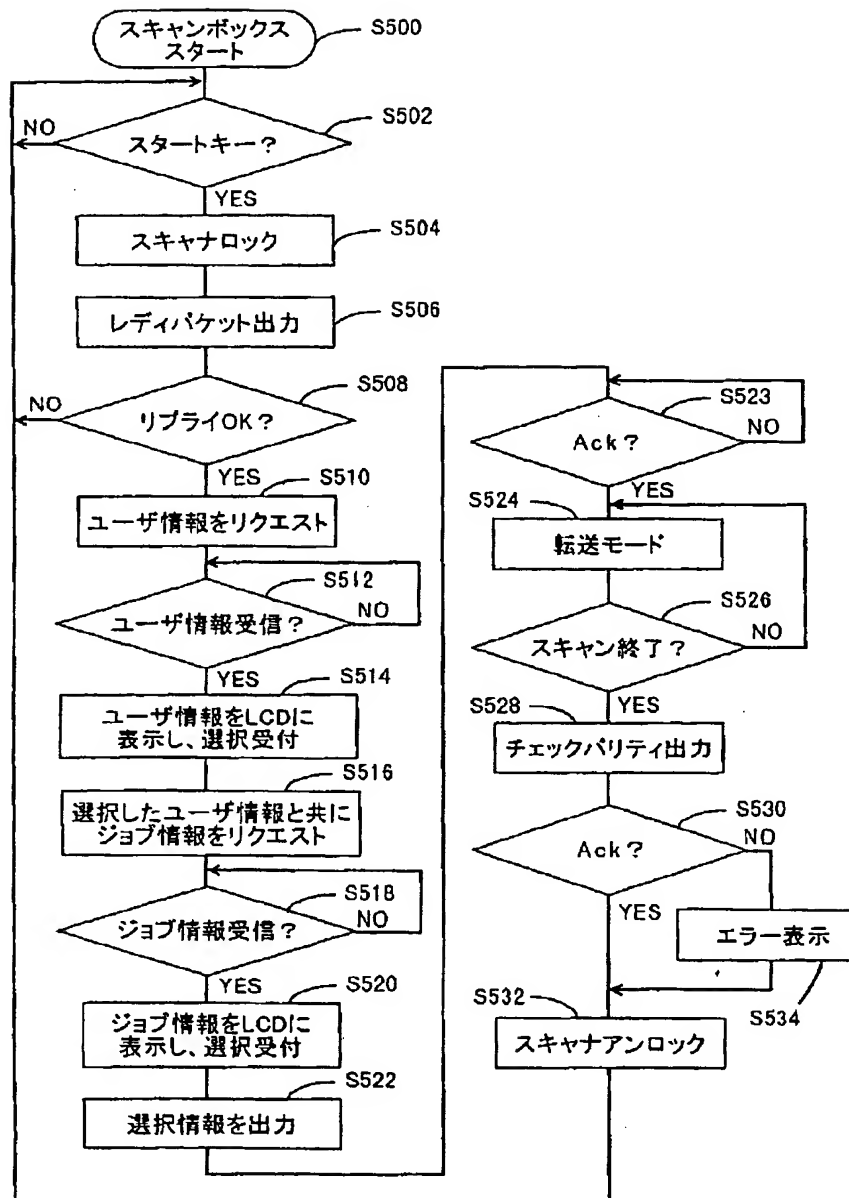 スキャンボックス
スタート
S500
S502
NO
スタートキー？
YES
スキャナロック
S504
レディパケット出力
S506
S508
NO
リプライOK？
YES
S510
ユーザ情報をリクエスト
S512
ユーザ情報受信？
NO
YES
S514
ユーザ情報をLCDに
表示し、選択受付
S516
選択したユーザ情報と共に
ジョブ情報をリクエスト
S518
ジョブ情報受信？
NO
YES
S520
ジョブ情報をLCDに
表示し、選択受付
S522
選択情報を出力
S523
Ack？
NO
YES
S524
転送モード
S526
スキャン終了？
NO
YES
S528
チェックパリティ出力
S530
Ack？
NO
YES
エラー表示
S534
S532
スキャナアンロック